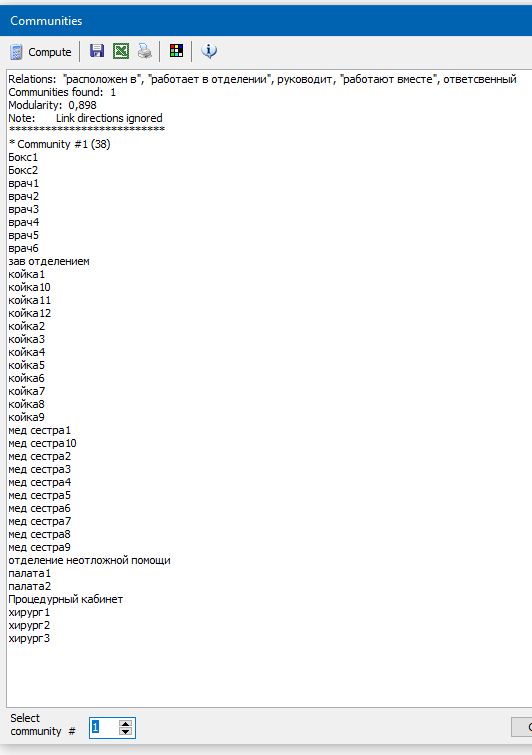 Communities
Compute
Relations: "расположен в", "работает в отделении", руководит, "работают вместе", ответсвенный
Communities found: 1
Modularity: 0,898
Note: Link directions ignored
**************************
* Community #1 (38)
Бокс1
Бокс2
врач1
врач2
врач3
врач4
врач5
врач6
зав отделением
койка1
койка10
койка11
койка12
койка2
койка3
койка4
койка5
койка6
койка7
койка8
койка9
мед сестра1
мед сестра10
мед сестра2
мед сестра3
мед сестра4
мед сестра5
мед сестра6
мед сестра7
мед сестра8
мед сестра9
отделение неотложной помощи
палата1
палата2
Процедурный кабинет
хирург1
хирург2
хирург3
Select
community #
1